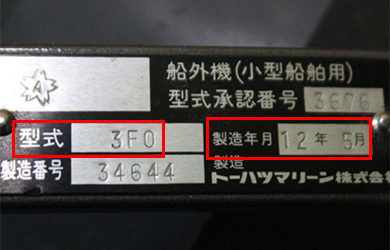 船外機(小型船舶用)
型式承認番号 3676
型式 3F0 製造年月 12年 5月
製造番号 34644 製造
トーハツマリーン株式会